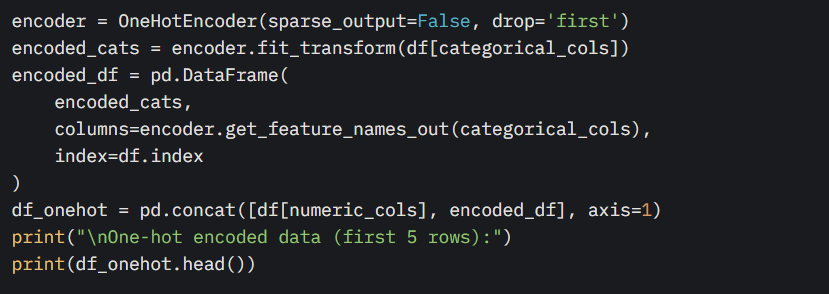 encoder = OneHotEncoder(sparse_output=False, drop='first')
encoded_cats = encoder.fit_transform(df[categorical_cols])
encoded_df = pd.DataFrame(
    encoded_cats,
    columns=encoder.get_feature_names_out(categorical_cols),
    index=df.index
)
df_onehot = pd.concat([df[numeric_cols], encoded_df], axis=1)
print("\nOne-hot encoded data (first 5 rows):")
print(df_onehot.head())